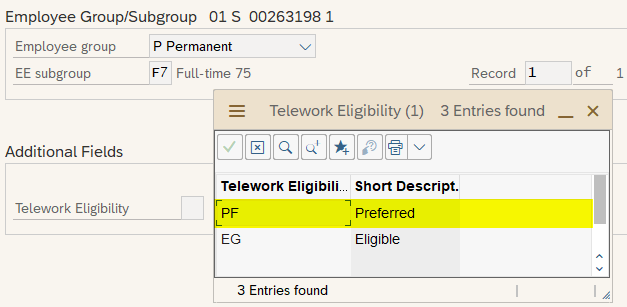 Employee Group/Subgroup 01 S 00263198 1
Employee group P Permanent
EE subgroup F7 Full-time 75 Record 1 of 1
Telework Eligibility (1) 3 Entries found
Additional Fields
Telework Eligibili... Short Descript.
Telework Eligibility
PF Preferred
EG Eligible
3 Entries found